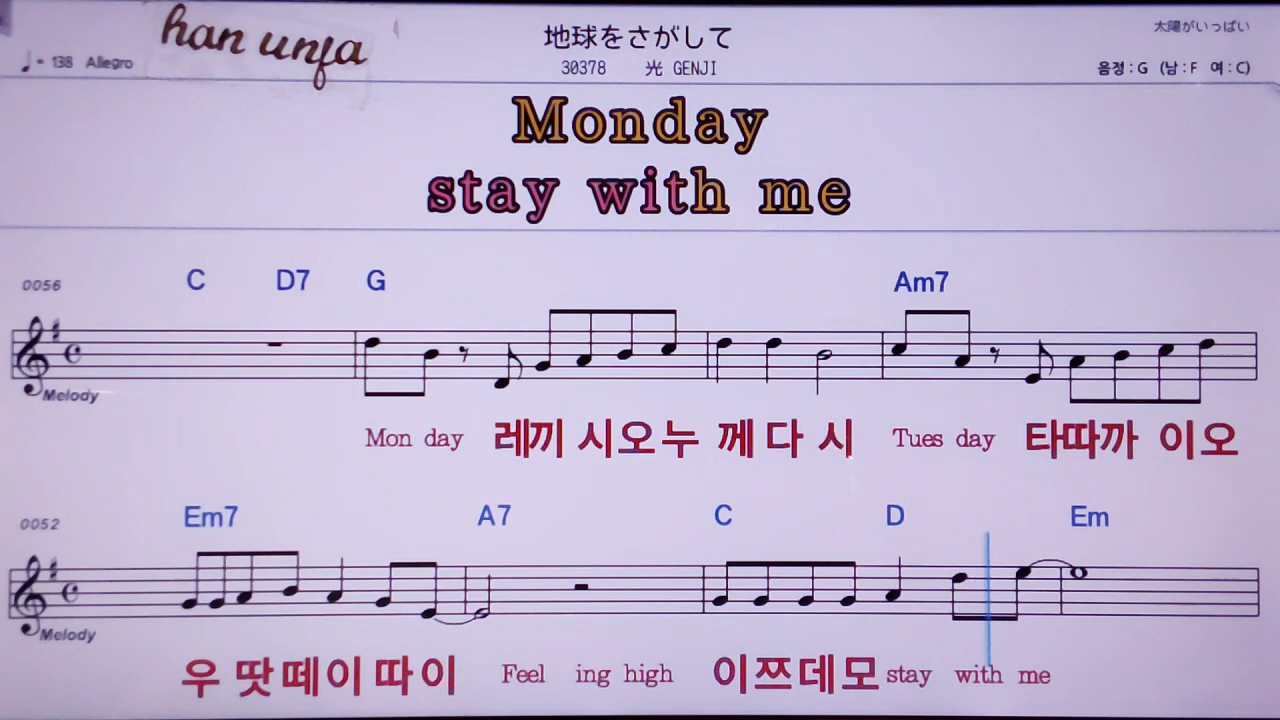 han unfa
地球をさがして
太陽がいっぱい
♩= 138 Allegro
30378 光 GENJI
음정:G (남:F 여:C)
Monday
stay with me
0056 C D7 G Am7
Melody
Mon day 레끼 시오누 께다시 Tues day 타따까 이오
0052 Em7 A7 C D Em
Melody
우 땃떼이 따이 Feel ing high 이쯔데모 stay with me